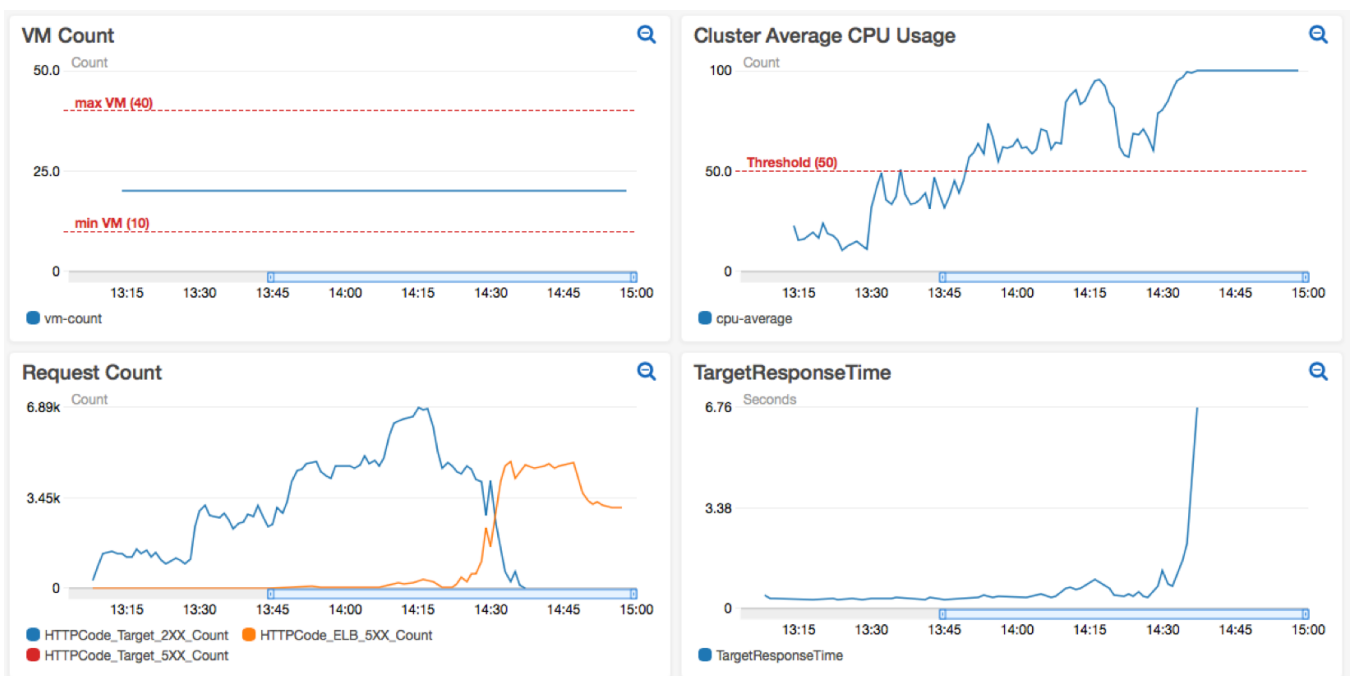 VM Count
Count
50.0
max VM (40)
25.0
min VM (10)
0
13:15 13:30 13:45 14:00 14:15 14:30 14:45 15:00
vm-count
Cluster Average CPU Usage
Count
100
Threshold (50)
50.0
0
13:15 13:30 13:45 14:00 14:15 14:30 14:45 15:00
cpu-average
Request Count
Count
6.89k
3.45k
0
13:15 13:30 13:45 14:00 14:15 14:30 14:45 15:00
HTTPCode_Target_2XX_Count HTTPCode_ELB_5XX_Count
HTTPCode_Target_5XX_Count
TargetResponseTime
Seconds
6.76
3.38
0
13:15 13:30 13:45 14:00 14:15 14:30 14:45 15:00
TargetResponseTime